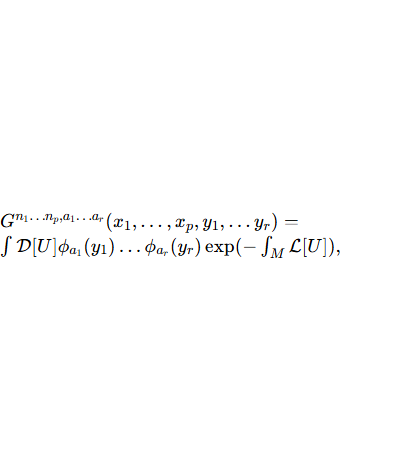 G^{n_1…n_p,a_1…a_r}(x_1,…,x_p,y_1,…y_r) =
∫ 𝒟[U]ϕ_{a_1}(y_1)…ϕ_{a_r}(y_r) exp(−∫_M ℒ[U]),